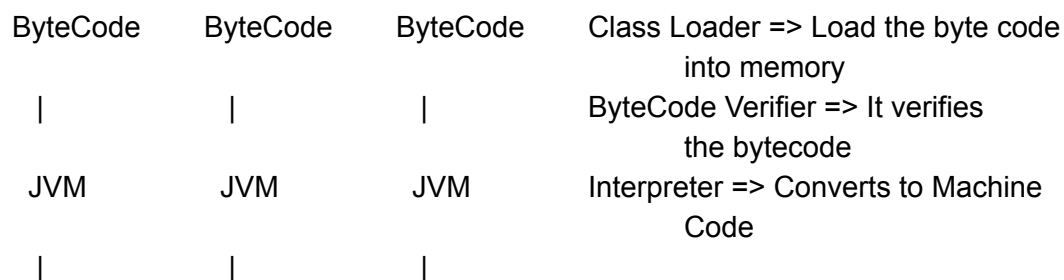 ByteCode ByteCode ByteCode Class Loader => Load the byte code
into memory
| | | ByteCode Verifier => It verifies
the bytecode
JVM JVM JVM Interpreter => Converts to Machine
Code
| | |